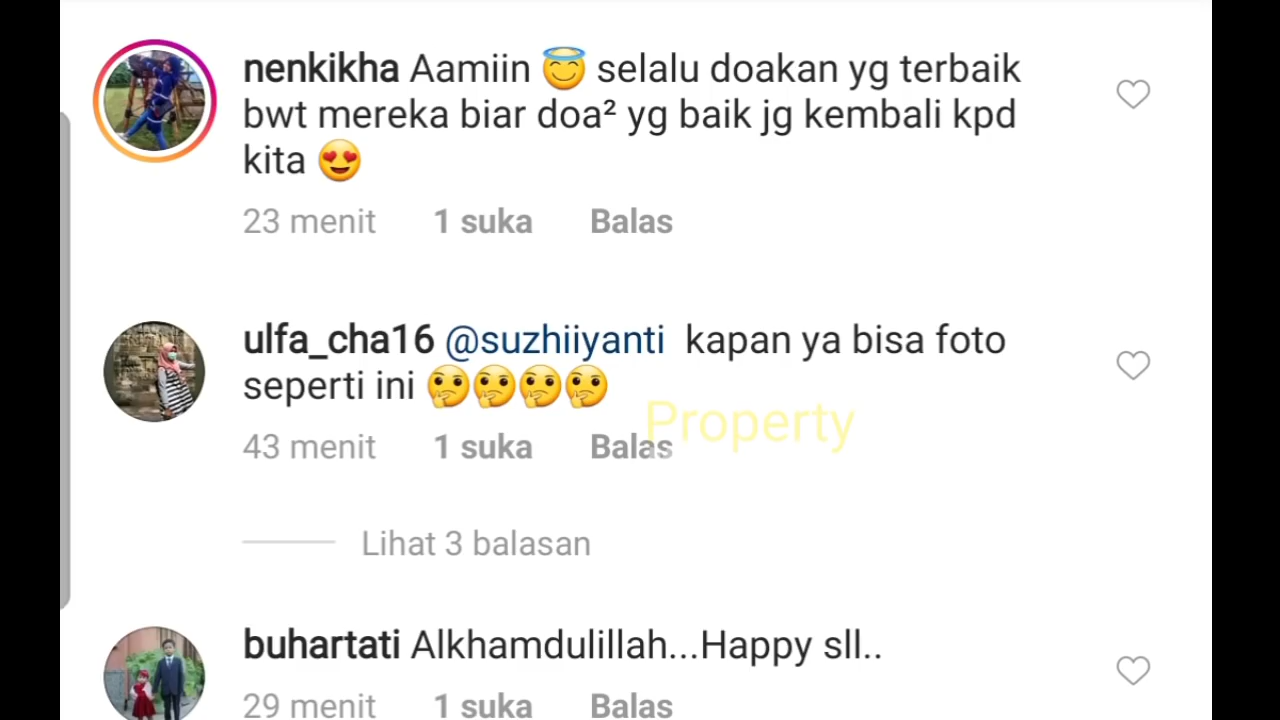 nenkikha Aamiin 😇 selalu doakan yg terbaik
bwt mereka biar doa² yg baik jg kembali kpd
kita 😍
23 menit 1 suka Balas
ulfa_cha16 @suzhiiyanti kapan ya bisa foto
seperti ini 🤔🤔🤔🤔
Property
43 menit 1 suka Balas
Lihat 3 balasan
buhartati Alkhamdulillah...Happy sll..
29 menit 1 suka Balas